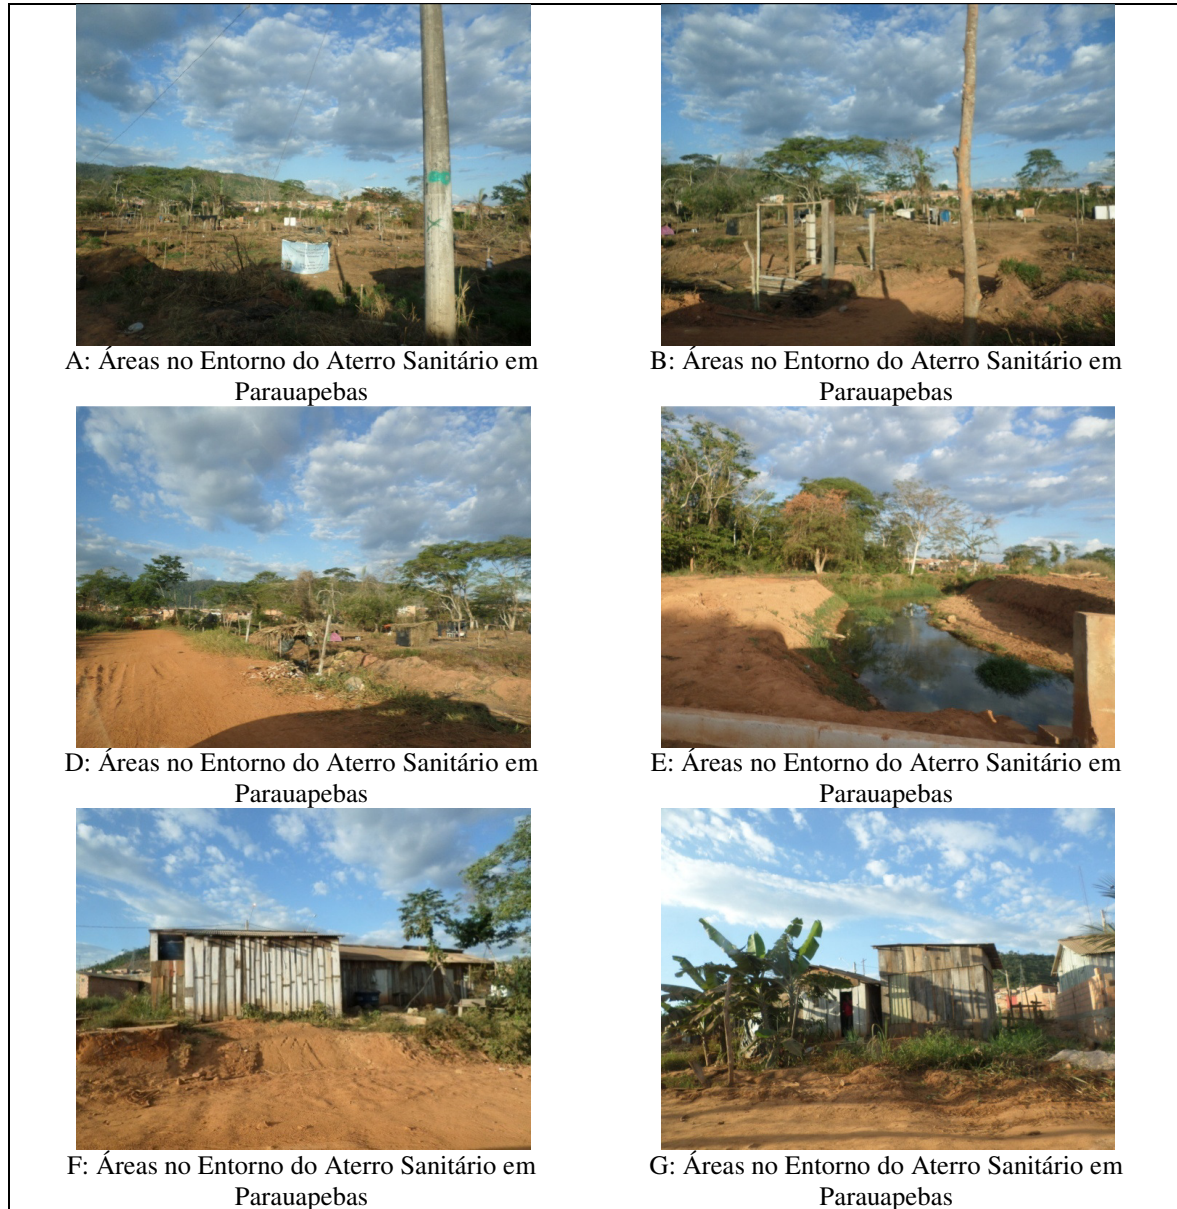 A: Áreas no Entorno do Aterro Sanitário em
Parauapebas
B: Áreas no Entorno do Aterro Sanitário em
Parauapebas
D: Áreas no Entorno do Aterro Sanitário em
Parauapebas
E: Áreas no Entorno do Aterro Sanitário em
Parauapebas
F: Áreas no Entorno do Aterro Sanitário em
Parauapebas
G: Áreas no Entorno do Aterro Sanitário em
Parauapebas